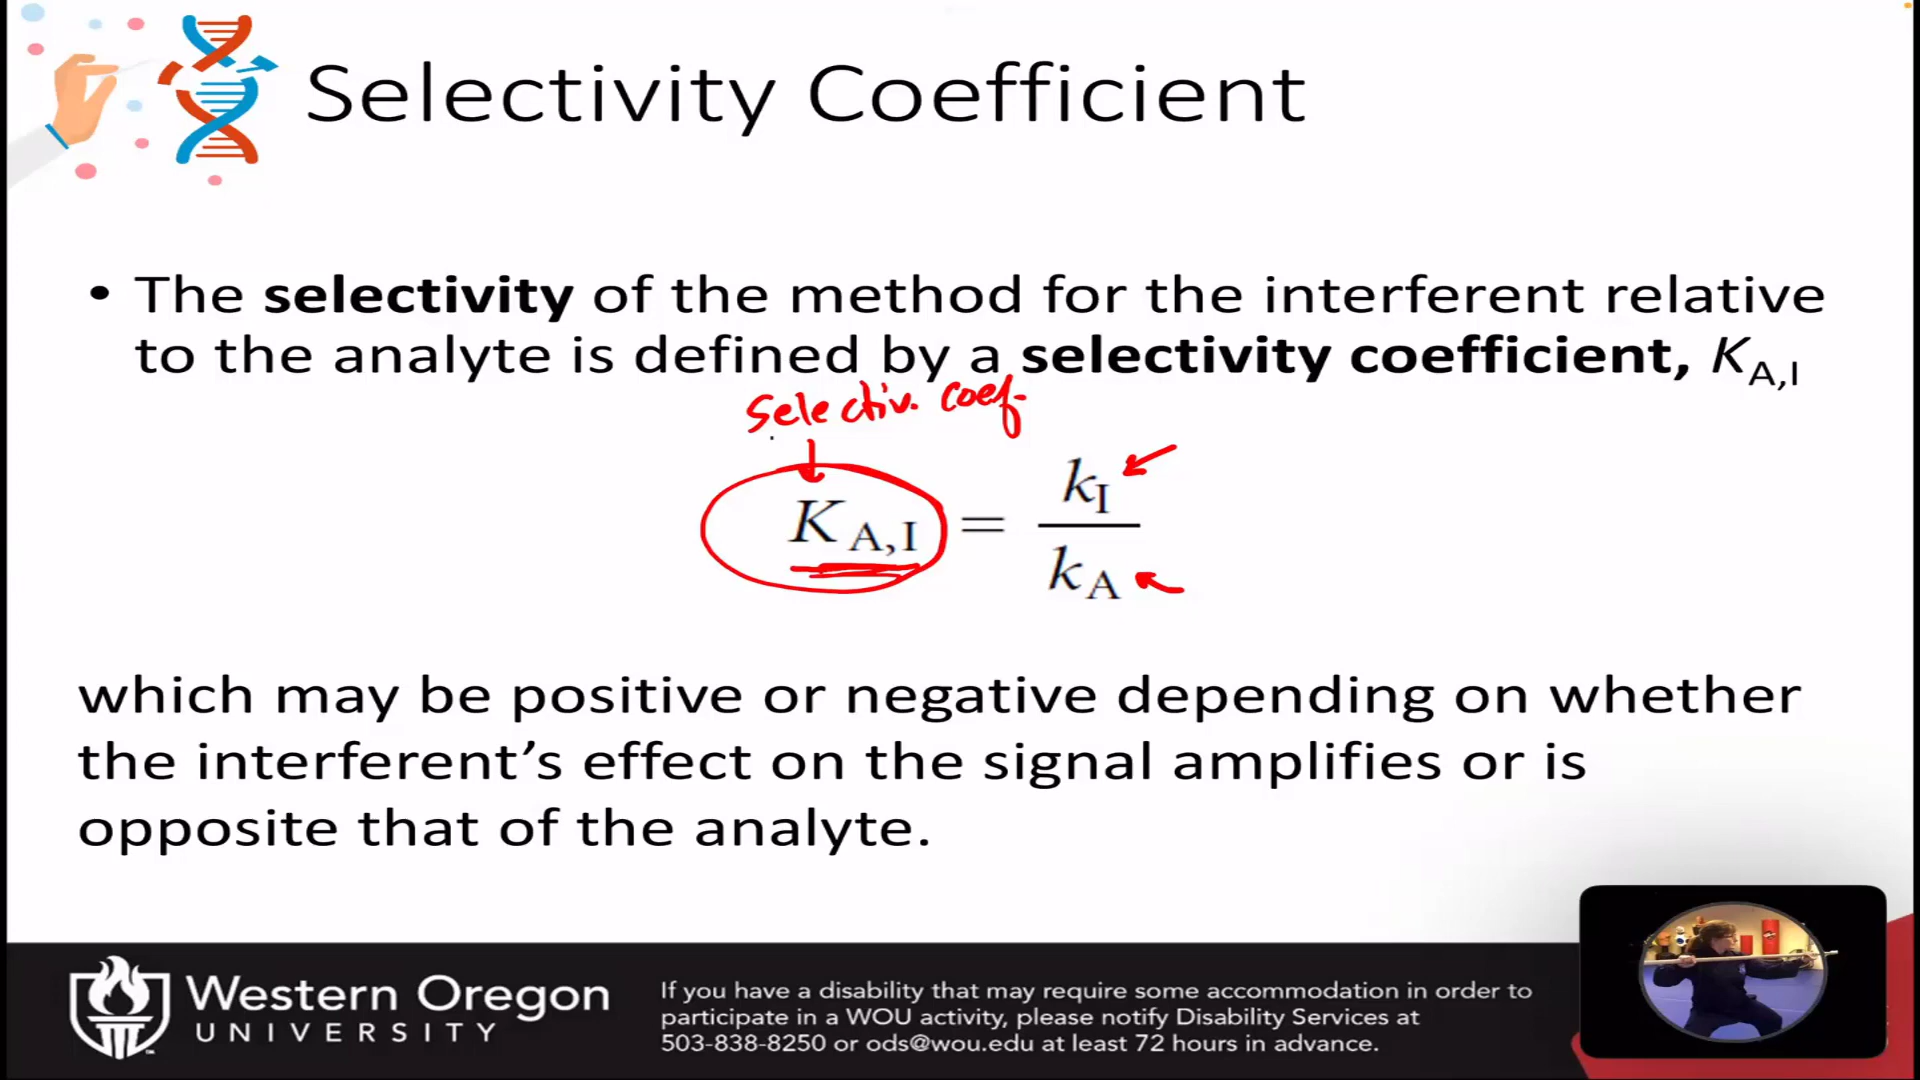 Selectivity Coefficient
• The selectivity of the method for the interferent relative
to the analyte is defined by a selectivity coefficient, K_A,I
Selectiv. coef.
K_A,I = k_I / k_A
which may be positive or negative depending on whether
the interferent's effect on the signal amplifies or is
opposite that of the analyte.
Western Oregon
UNIVERSITY
If you have a disability that may require some accommodation in order to
participate in a WOU activity, please notify Disability Services at
503-838-8250 or ods@wou.edu at least 72 hours in advance.